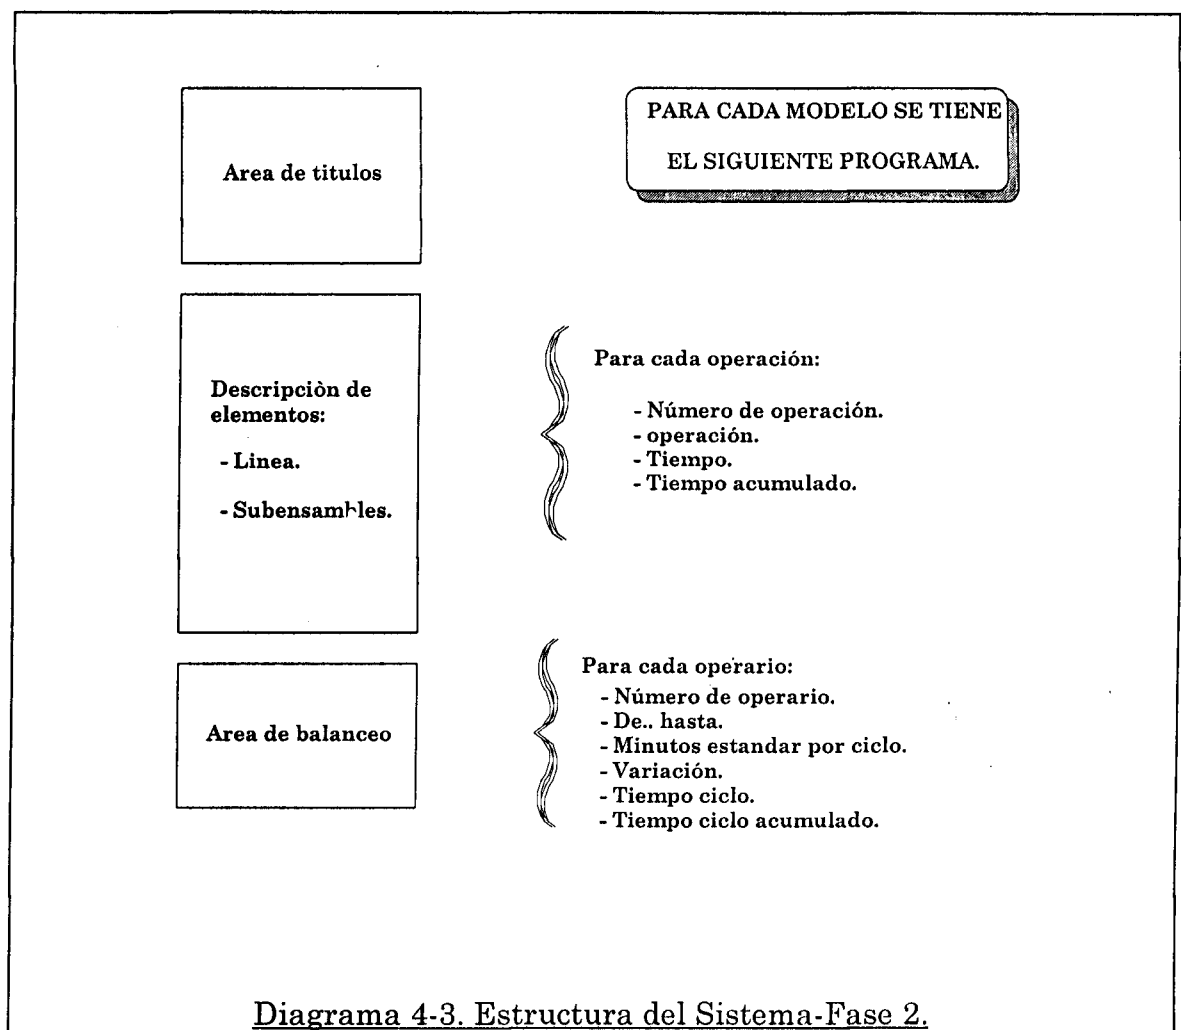 Area de titulos
PARA CADA MODELO SE TIENE
EL SIGUIENTE PROGRAMA.
Descripciòn de
elementos:
- Linea.
- Subensambles.
Para cada operación:
- Número de operación.
- operación.
- Tiempo.
- Tiempo acumulado.
Area de balanceo
Para cada operario:
- Número de operario.
- De.. hasta.
- Minutos estandar por ciclo.
- Variación.
- Tiempo ciclo.
- Tiempo ciclo acumulado.
Diagrama 4-3. Estructura del Sistema-Fase 2.